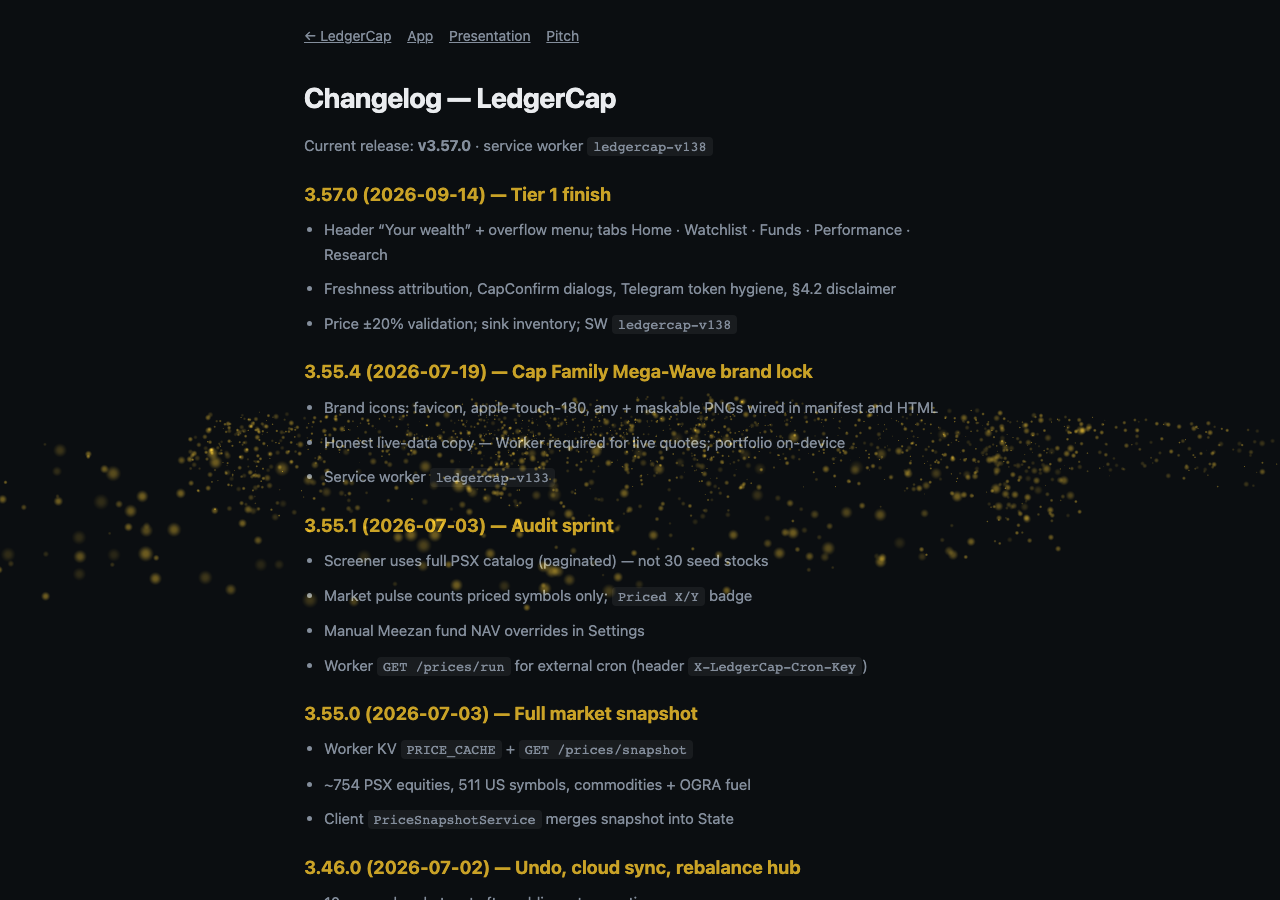 ← LedgerCap App Presentation Pitch
Changelog — LedgerCap
Current release: v3.57.0 · service worker ledgercap-v138
3.57.0 (2026-09-14) — Tier 1 finish
• Header “Your wealth” + overflow menu; tabs Home · Watchlist · Funds · Performance ·
Research
• Freshness attribution, CapConfirm dialogs, Telegram token hygiene, §4.2 disclaimer
• Price ±20% validation; sink inventory; SW ledgercap-v138
3.55.4 (2026-07-19) — Cap Family Mega-Wave brand lock
• Brand icons: favicon, apple-touch-180, any + maskable PNGs wired in manifest and HTML
• Honest live-data copy — Worker required for live quotes; portfolio on-device
• Service worker ledgercap-v133
3.55.1 (2026-07-03) — Audit sprint
• Screener uses full PSX catalog (paginated) — not 30 seed stocks
• Market pulse counts priced symbols only; Priced X/Y badge
• Manual Meezan fund NAV overrides in Settings
• Worker GET /prices/run for external cron (header X-LedgerCap-Cron-Key)
3.55.0 (2026-07-03) — Full market snapshot
• Worker KV PRICE_CACHE + GET /prices/snapshot
• ~754 PSX equities, 511 US symbols, commodities + OGRA fuel
• Client PriceSnapshotService merges snapshot into State
3.46.0 (2026-07-02) — Undo, cloud sync, rebalance hub